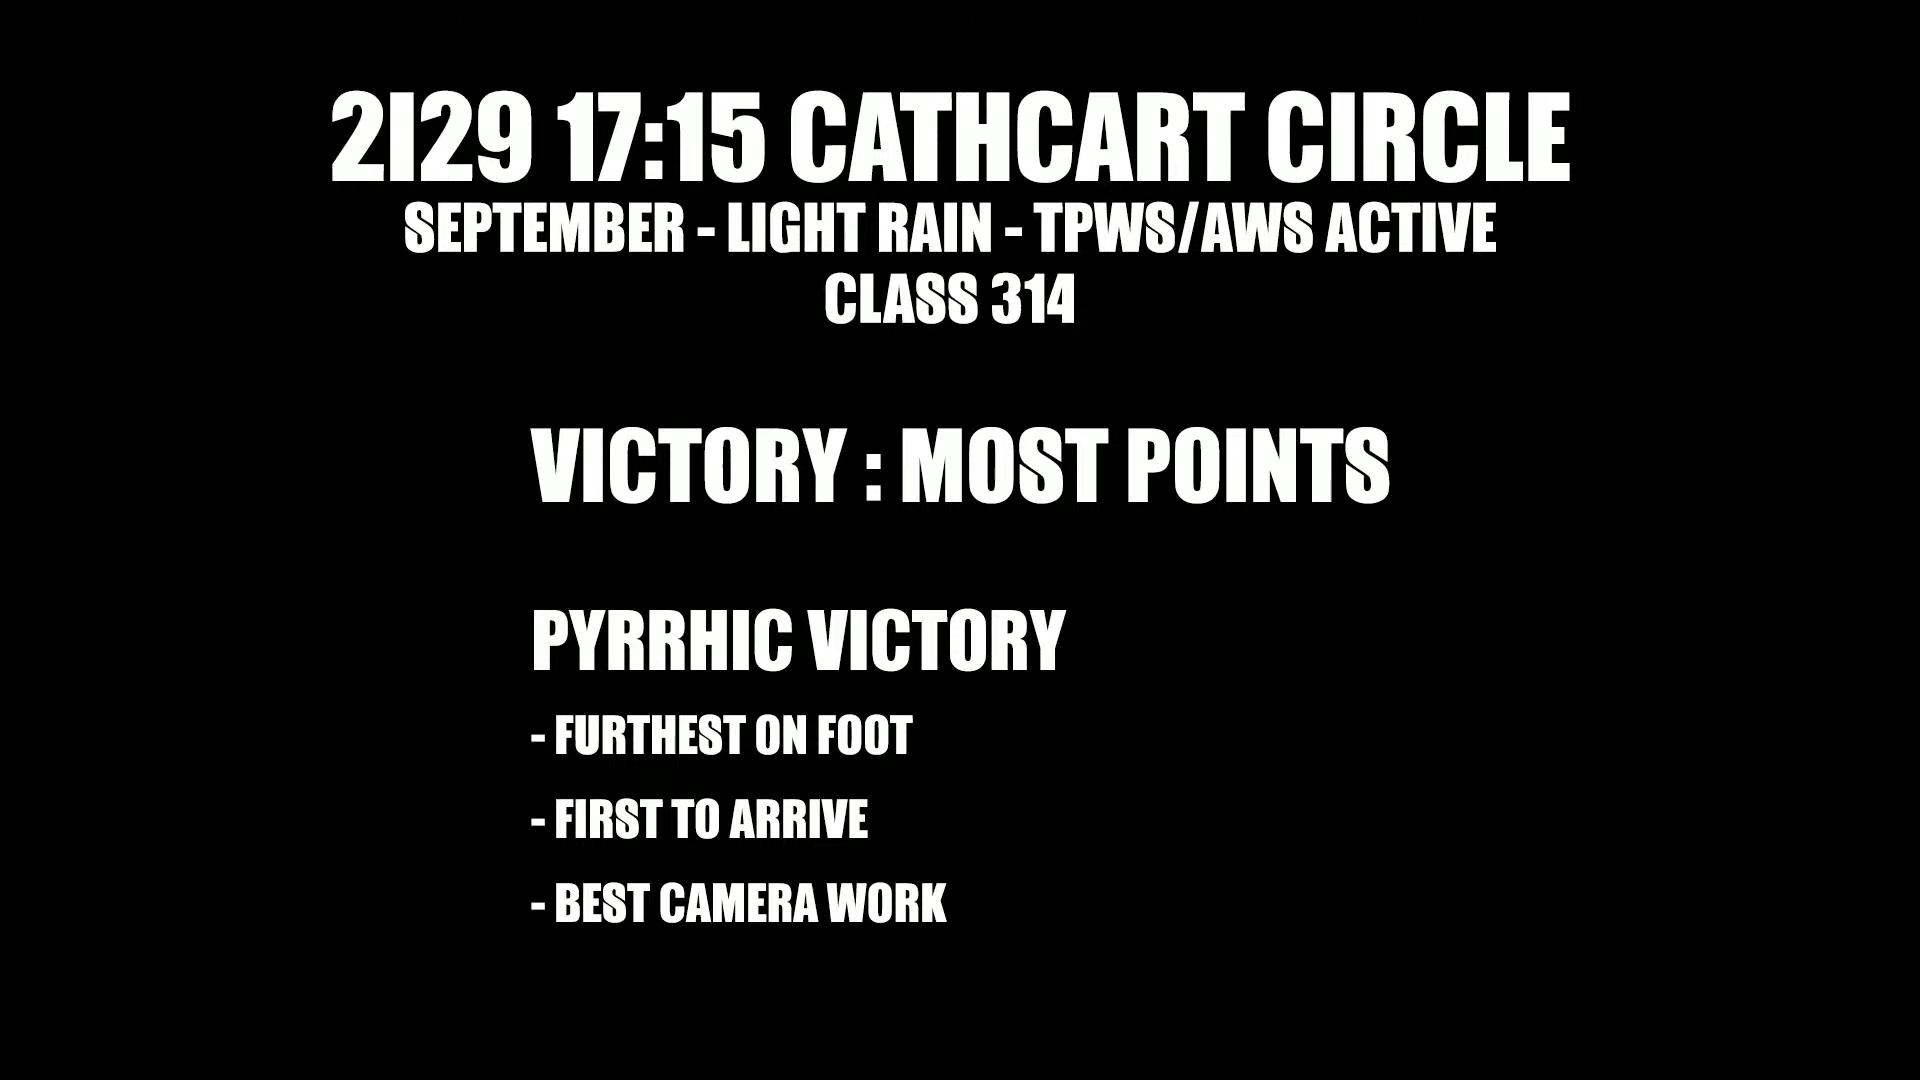 2I29 17:15 CATHCART CIRCLE
SEPTEMBER - LIGHT RAIN - TPWS/AWS ACTIVE
CLASS 314
VICTORY : MOST POINTS
PYRRHIC VICTORY
- FURTHEST ON FOOT
- FIRST TO ARRIVE
- BEST CAMERA WORK